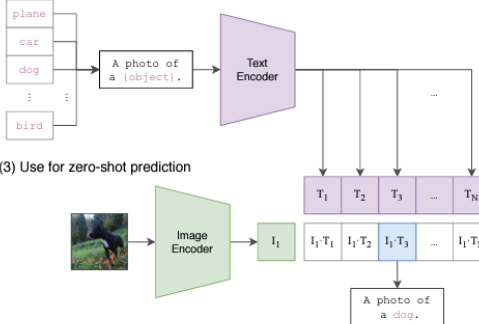 plane
car
dog
⋮ ⋮
bird
A photo of
a {object}.
Text
Encoder
...
(3) Use for zero-shot prediction
T1 T2 T3 ... TN
Image
Encoder
I1
I1·T1 I1·T2 I1·T3 ...
A photo of
a dog.